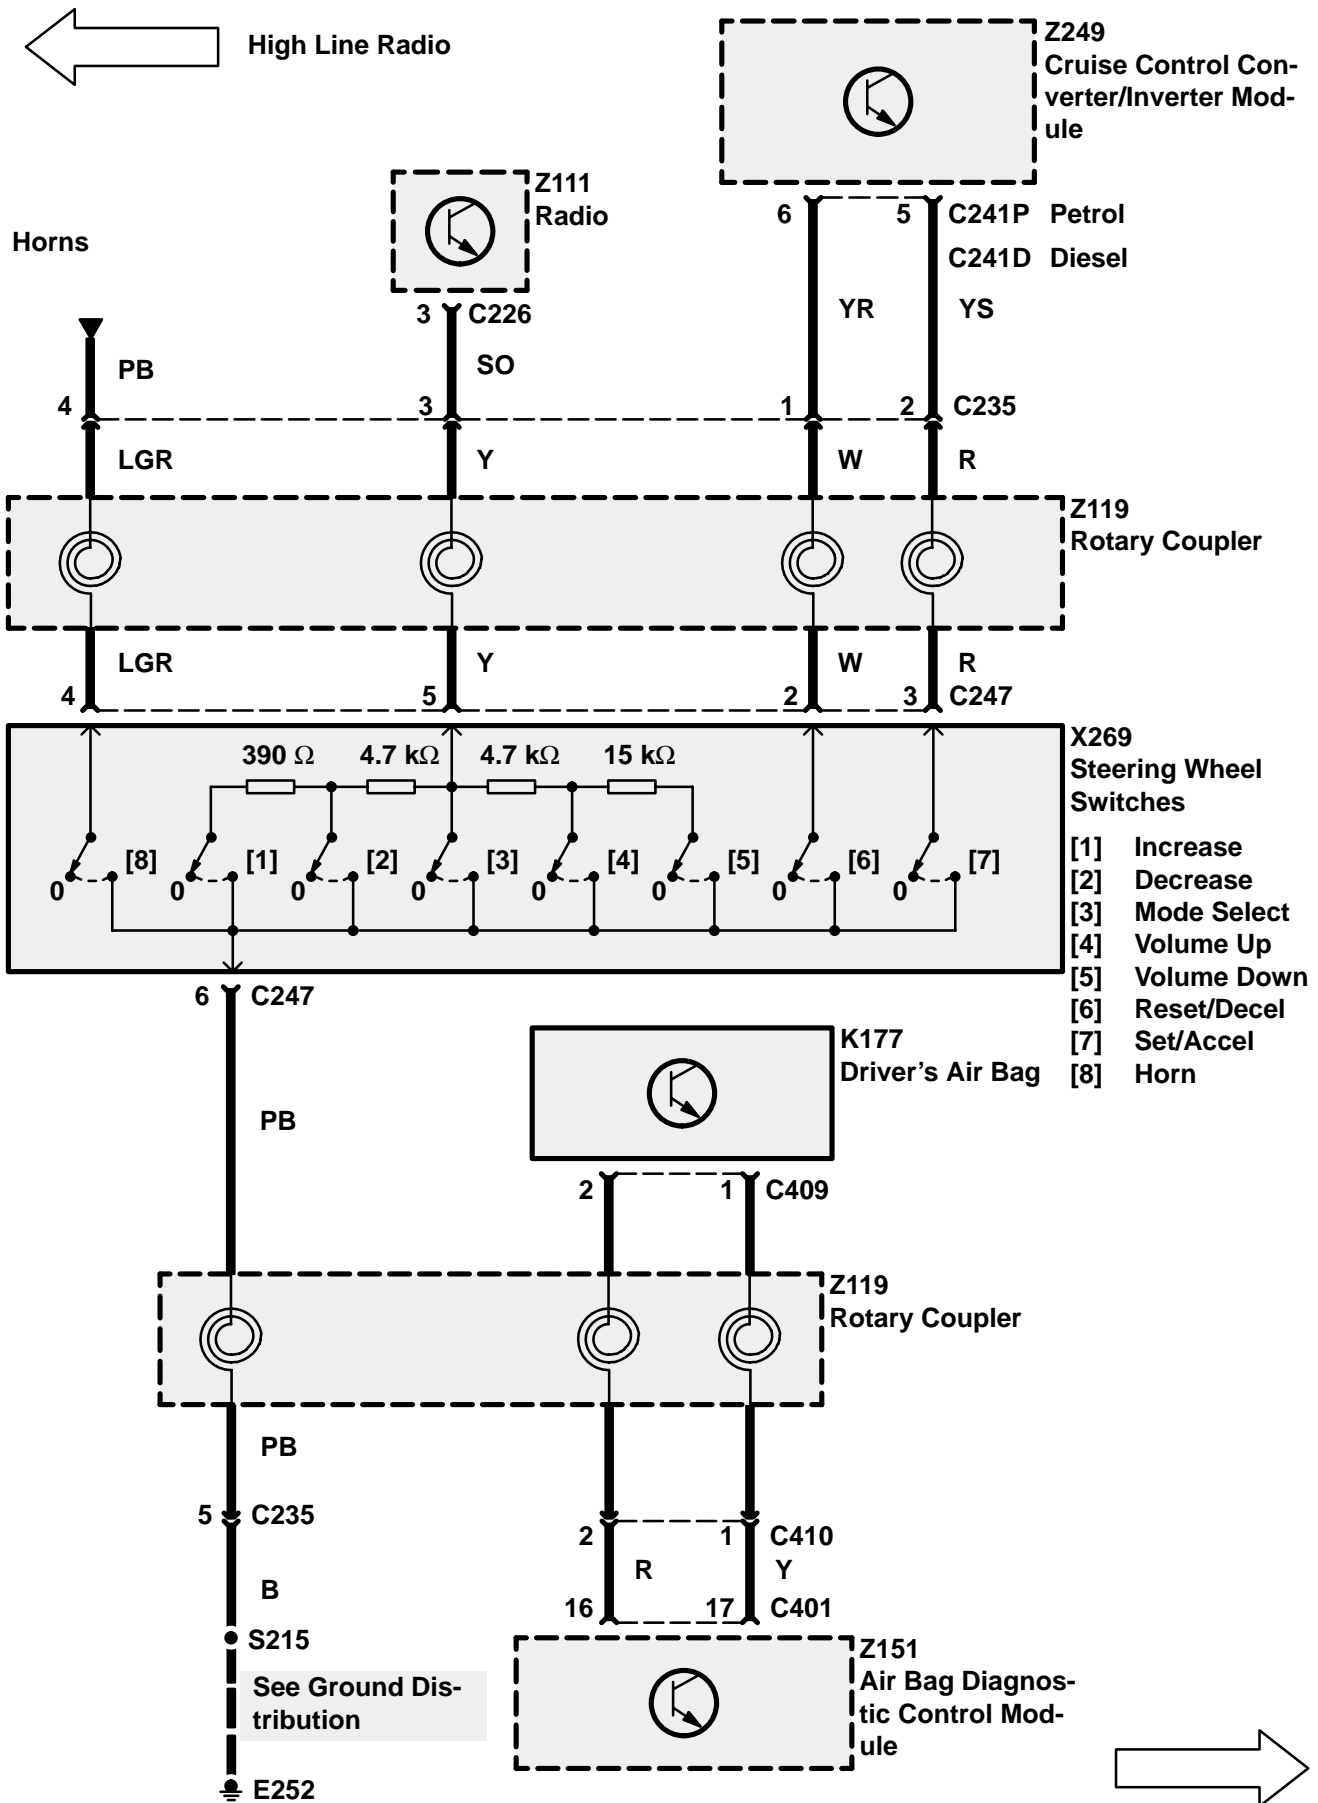 High Line Radio
Z249
Cruise Control Con-
verter/Inverter Mod-
ule
Z111
Radio
Horns
6 5 C241P Petrol
C241D Diesel
3 C226
YR YS
PB SO
4 3 1 2 C235
LGR Y W R
Z119
Rotary Coupler
LGR Y W R
4 5 2 3 C247
X269
Steering Wheel
Switches
390 Ω 4.7 kΩ 4.7 kΩ 15 kΩ
[8] [1] [2] [3] [4] [5] [6] [7]
0 0 0 0 0 0 0 0
[1] Increase
[2] Decrease
[3] Mode Select
[4] Volume Up
[5] Volume Down
[6] Reset/Decel
[7] Set/Accel
[8] Horn
6 C247
K177
Driver's Air Bag
PB
2 1 C409
Z119
Rotary Coupler
PB
5 C235
2 1 C410
R Y
B
16 17 C401
S215
Z151
Air Bag Diagnos-
tic Control Mod-
ule
See Ground Dis-
tribution
E252